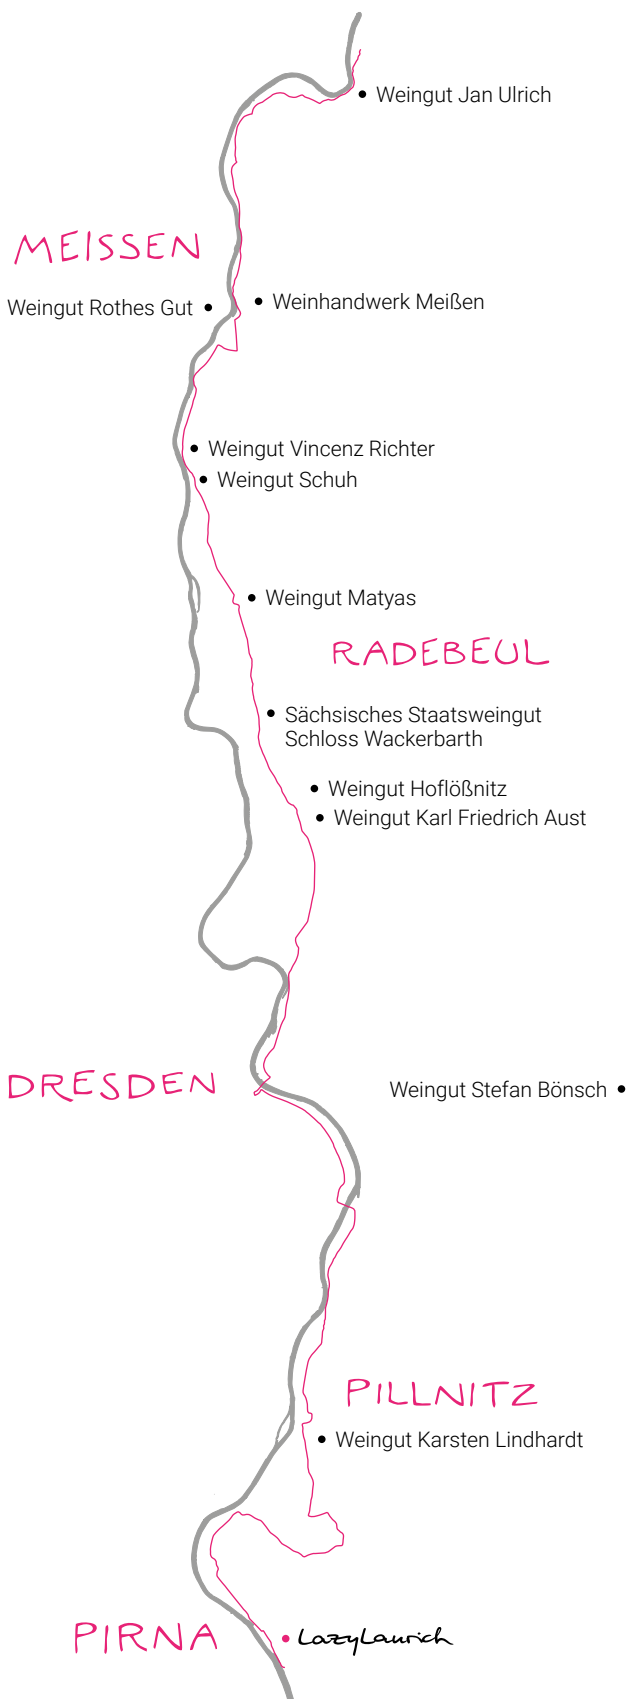 Weingut Jan Ulrich
MEISSEN
Weingut Rothes Gut
Weinhandwerk Meißen
Weingut Vincenz Richter
Weingut Schuh
Weingut Matyas
RADEBEUL
Sächsisches Staatsweingut
Schloss Wackerbarth
Weingut Hoflößnitz
Weingut Karl Friedrich Aust
DRESDEN
Weingut Stefan Bönsch
PILLNITZ
Weingut Karsten Lindhardt
PIRNA
LazyLaurich